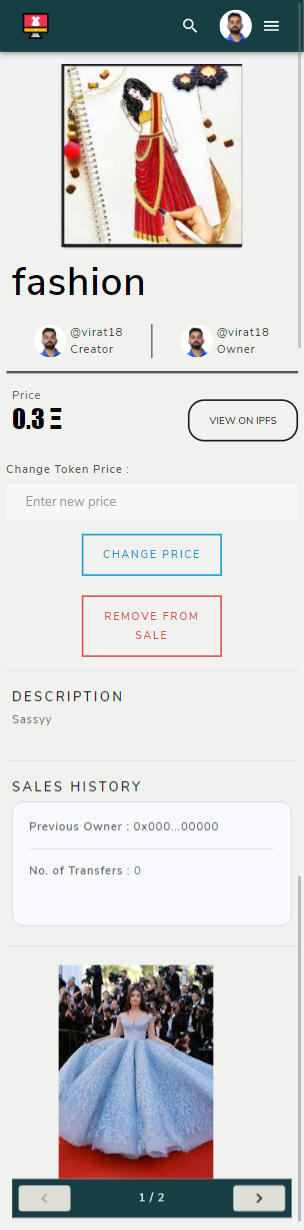 fashion
@virat18
Creator
@virat18
Owner
Price
0.3 Ξ
VIEW ON IPFS
Change Token Price :
Enter new price
CHANGE PRICE
REMOVE FROM
SALE
DESCRIPTION
Sassyy
SALES HISTORY
Previous Owner : 0x000...00000
No. of Transfers : 0
1 / 2